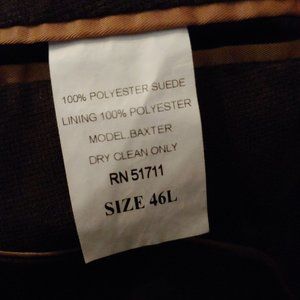 100% POLYESTER SUEDE
LINING 100% POLYESTER
MODEL.BAXTER
DRY CLEAN ONLY
RN 51711
SIZE 46L